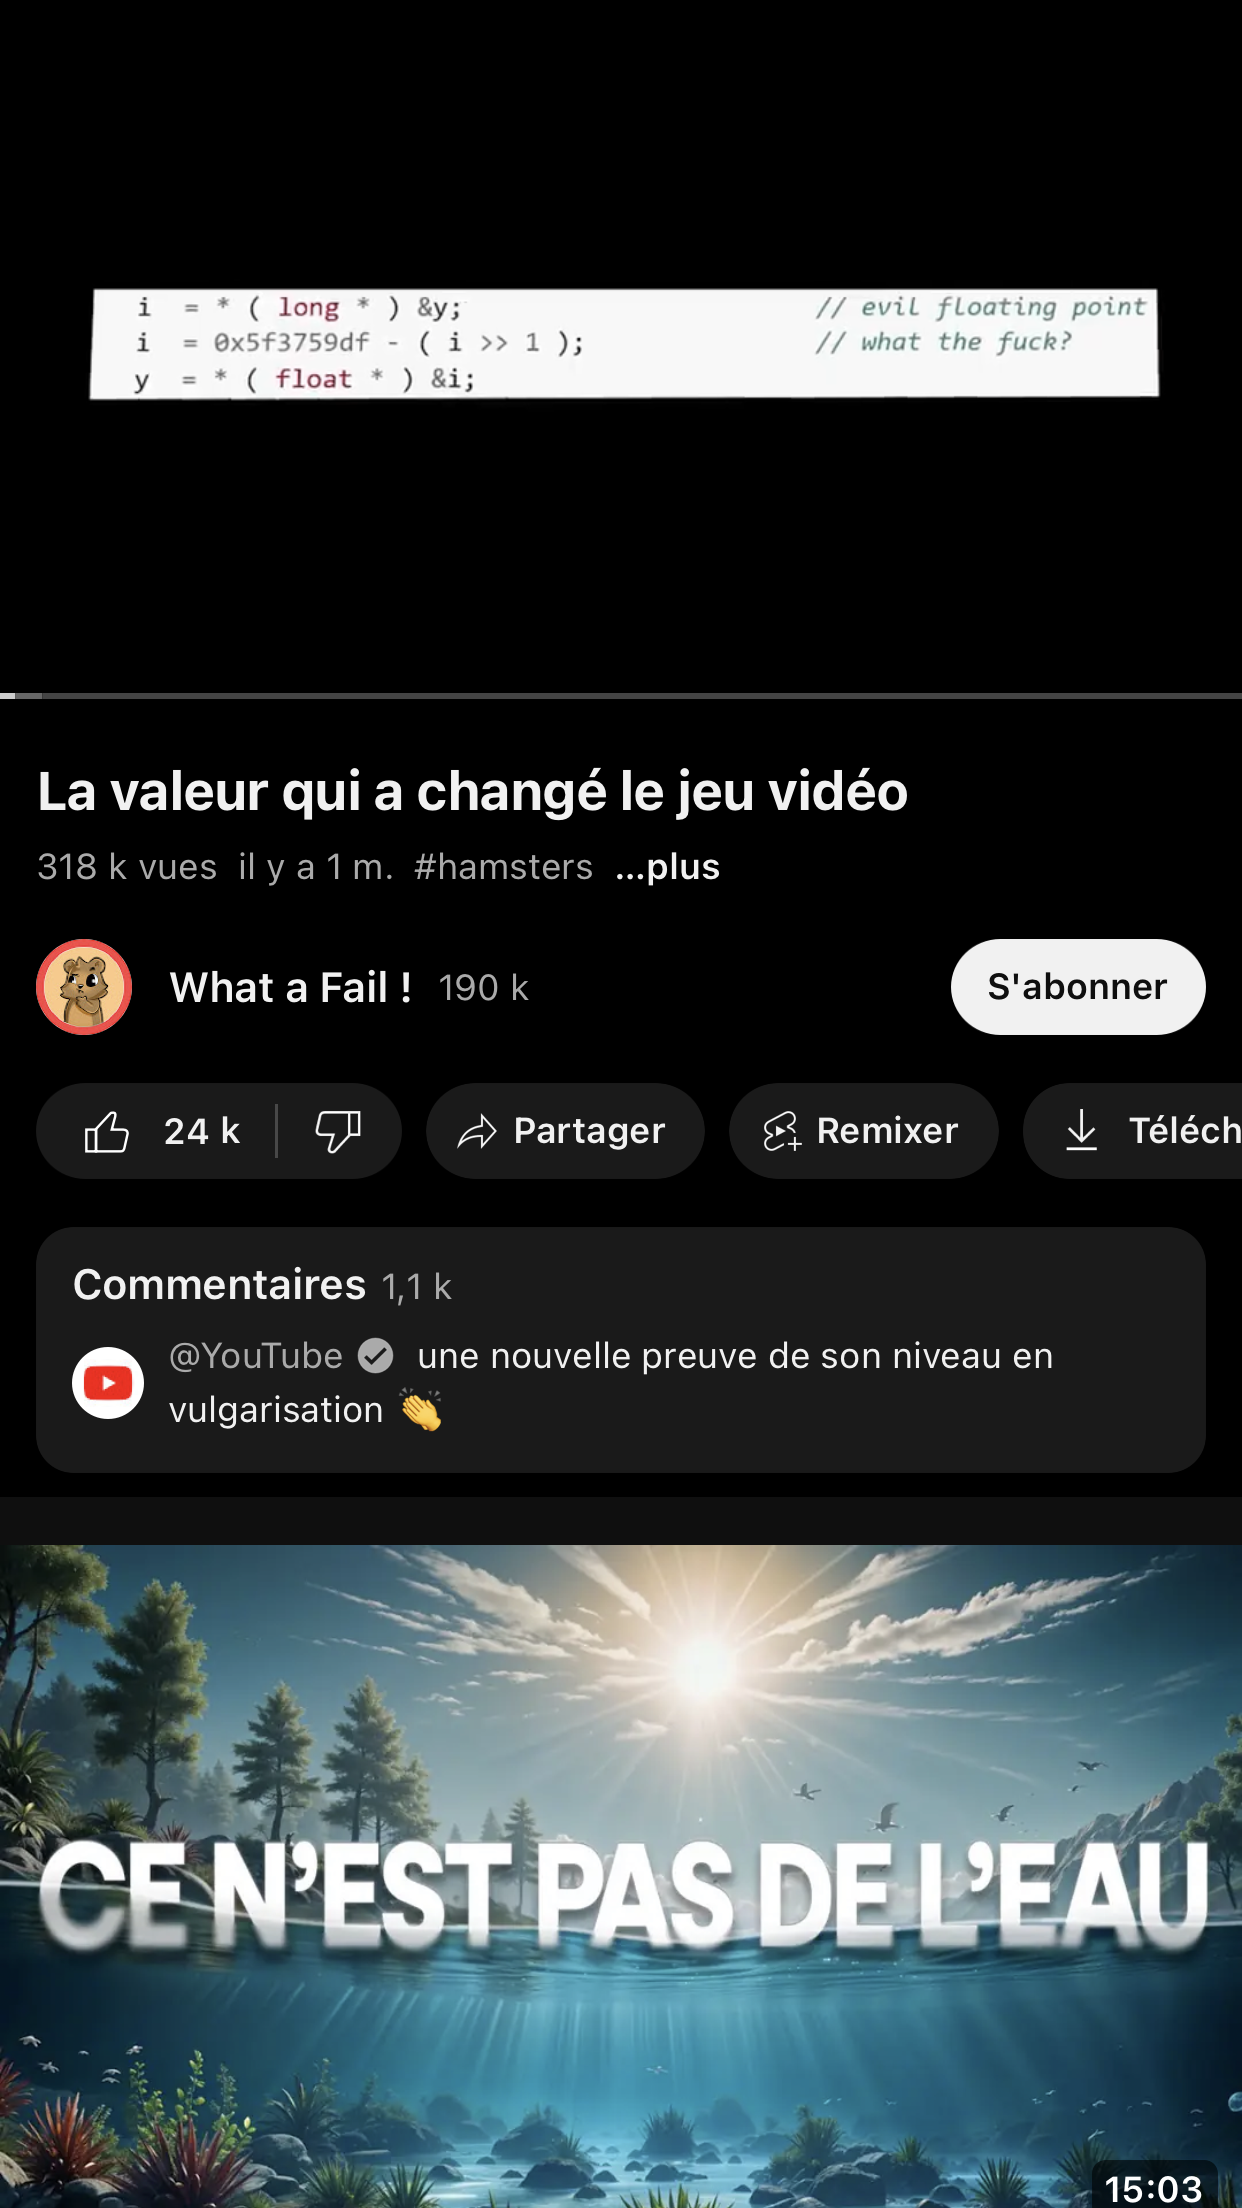 i = * ( long * ) &y; // evil floating point
i = 0x5f3759df - ( i >> 1 ); // what the fuck?
y = * ( float * ) &i;
La valeur qui a changé le jeu vidéo
318 k vues il y a 1 m. #hamsters ...plus
What a Fail ! 190 k
S'abonner
24 k
Partager
Remixer
Téléch
Commentaires 1,1 k
@YouTube une nouvelle preuve de son niveau en
vulgarisation 👏
CE N'EST PAS DE L'EAU
15:03